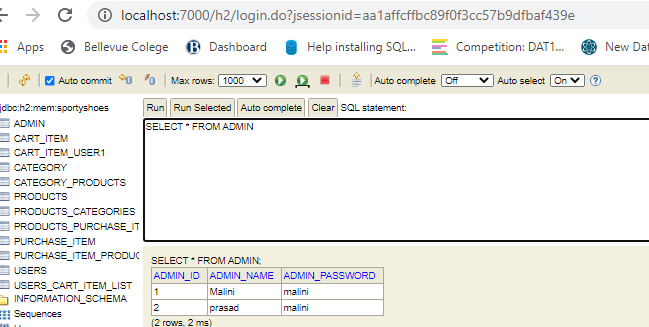 localhost:7000/h2/login.do?jsessionid=aa1affcffbc89f0f3cc57b9dfbaf439e
Apps Bellevue Colege Dashboard Help installing SQL... Competition: DAT1... New Dat
Auto commit Max rows: 1000 Auto complete Off Auto select On
jdbc:h2:mem:sportyshoes
ADMIN
CART_ITEM
CART_ITEM_USER1
CATEGORY
CATEGORY_PRODUCTS
PRODUCTS
PRODUCTS_CATEGORIES
PRODUCTS_PURCHASE_IT
PURCHASE_ITEM
PURCHASE_ITEM_PRODUC
USERS
USERS_CART_ITEM_LIST
INFORMATION_SCHEMA
Sequences
Run Run Selected Auto complete Clear SQL statement:
SELECT * FROM ADMIN
SELECT * FROM ADMIN;
ADMIN_ID ADMIN_NAME ADMIN_PASSWORD
1 Malini malini
2 prasad malini
(2 rows, 2 ms)